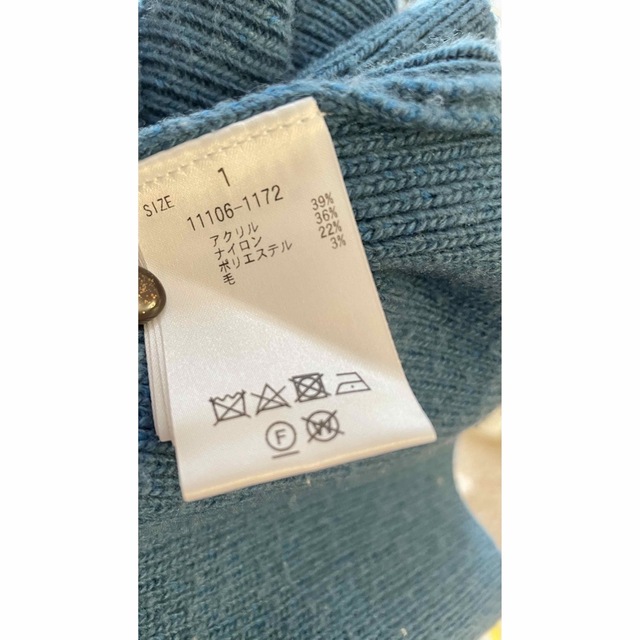 SIZE 1
11106-1172
アクリル 39%
ナイロン 36%
ポリエステル 22%
毛 3%
F W